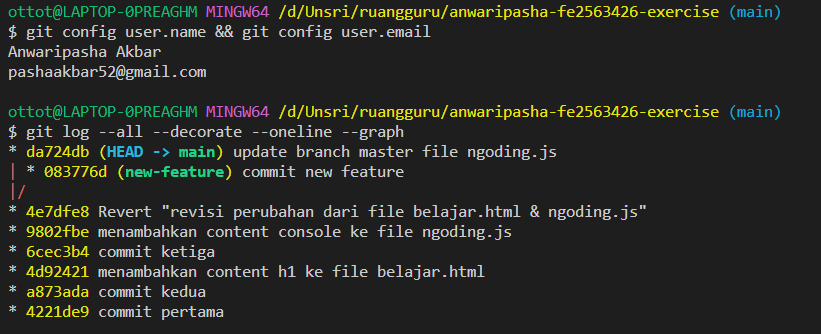 ottot@LAPTOP-0PREAGHM MINGW64 /d/Unsri/ruangguru/anwaripasha-fe2563426-exercise (main)
$ git config user.name && git config user.email
Anwaripasha Akbar
pashaakbar52@gmail.com
ottot@LAPTOP-0PREAGHM MINGW64 /d/Unsri/ruangguru/anwaripasha-fe2563426-exercise (main)
$ git log --all --decorate --oneline --graph
* da724db (HEAD -> main) update branch master file ngoding.js
| * 083776d (new-feature) commit new feature
|/
* 4e7dfe8 Revert "revisi perubahan dari file belajar.html & ngoding.js"
* 9802fbe menambahkan content console ke file ngoding.js
* 6cec3b4 commit ketiga
* 4d92421 menambahkan content h1 ke file belajar.html
* a873ada commit kedua
* 4221de9 commit pertama